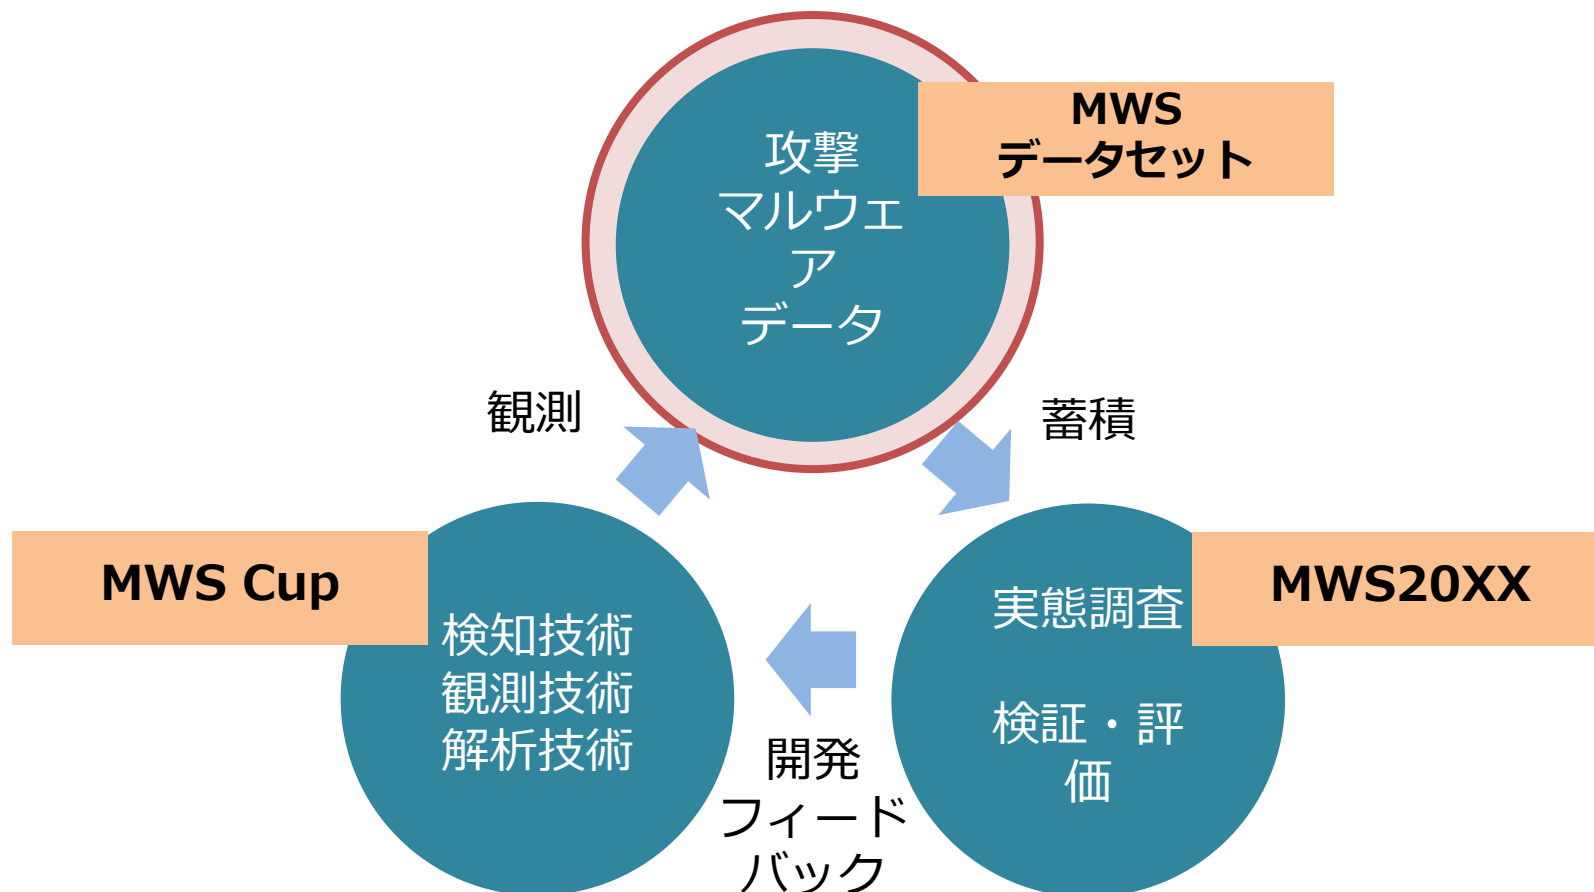 MWS
データセット
攻撃
マルウェ
ア
データ
観測
蓄積
MWS Cup
検知技術
観測技術
解析技術
MWS20XX
実態調査
検証・評
価
開発
フィード
バック